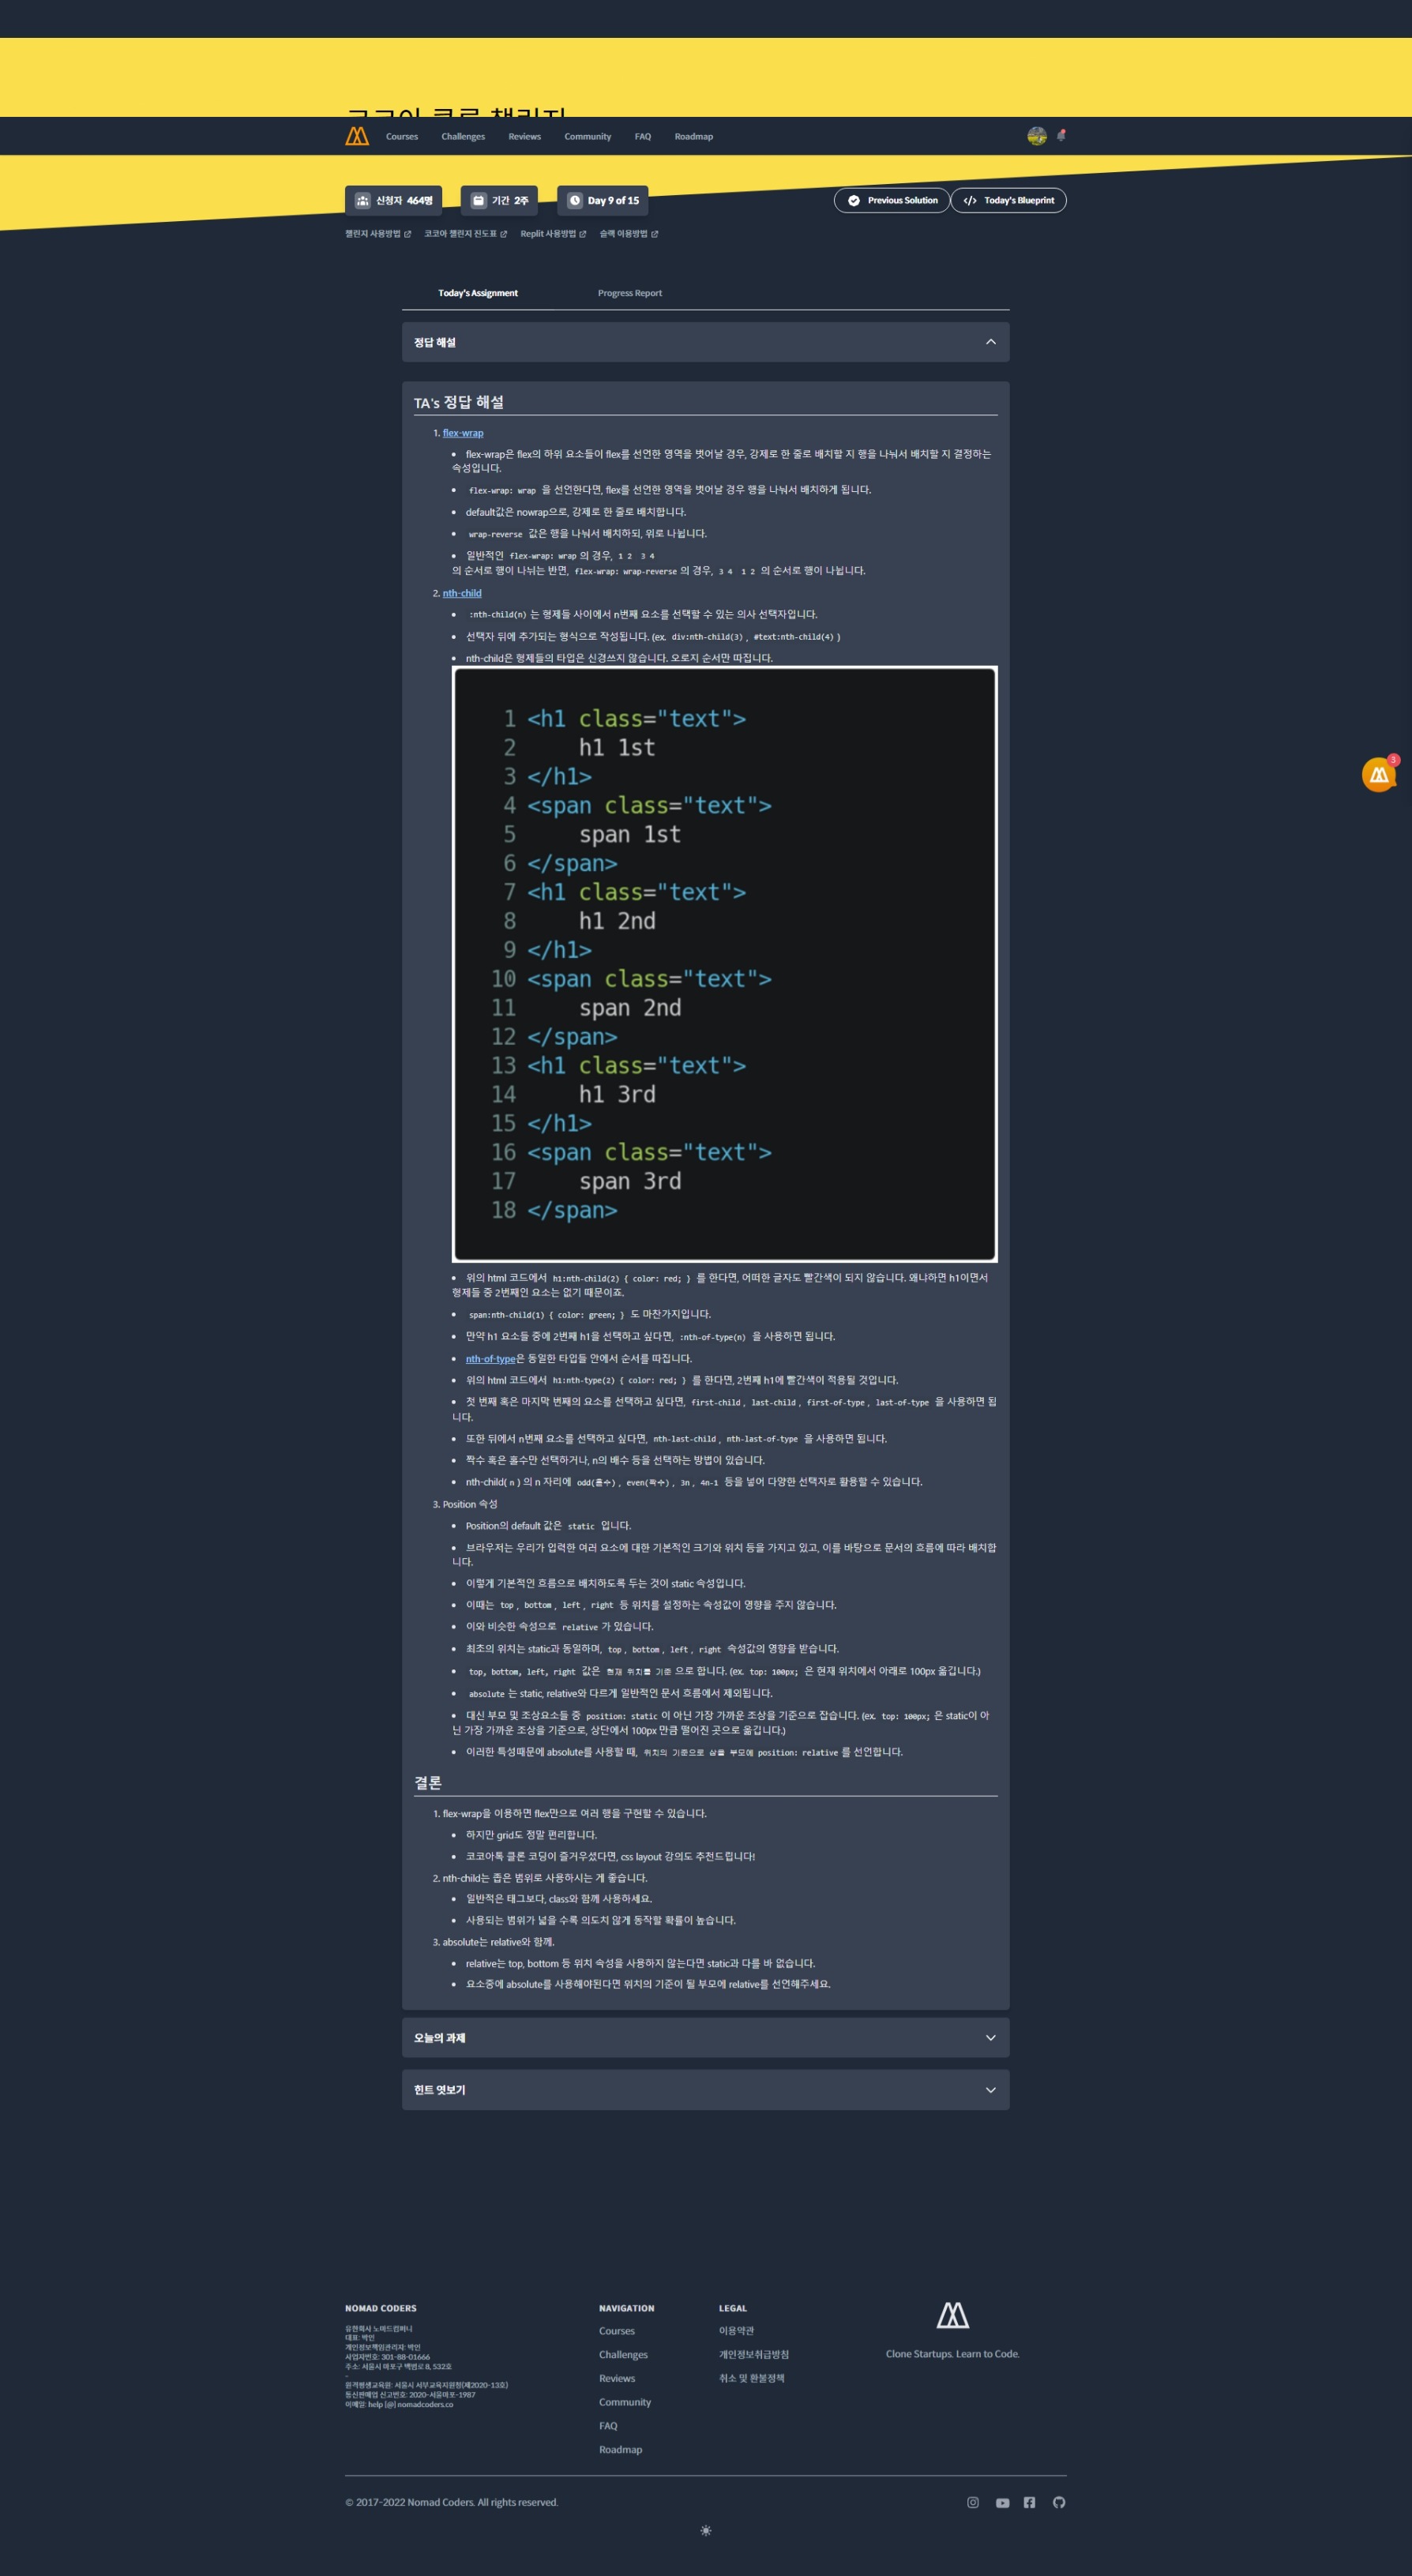 코코아 클론 챌린지
Courses Challenges Reviews Community FAQ Roadmap
신청자 464명 기간 2주 Day 9 of 15 Previous Solution Today's Blueprint
챌린지 사용방법 코코아 챌린지 진도표 Replit 사용방법 슬랙 이용방법
Today's Assignment Progress Report
정답 해설
TA's 정답 해설
1. flex-wrap
• flex-wrap은 flex의 하위 요소들이 flex를 선언한 영역을 벗어날 경우, 강제로 한 줄로 배치할 지 행을 나눠서 배치할 지 결정하는
속성입니다.
• flex-wrap: wrap 을 선언한다면, flex를 선언한 영역을 벗어날 경우 행을 나눠서 배치하게 됩니다.
• default값은 nowrap으로, 강제로 한 줄로 배치합니다.
• wrap-reverse 값은 행을 나눠서 배치하되, 위로 나뉩니다.
• 일반적인 flex-wrap: wrap 의 경우, 1 2 3 4
의 순서로 행이 나뉘는 반면, flex-wrap: wrap-reverse 의 경우, 3 4 1 2 의 순서로 행이 나뉩니다.
2. nth-child
• :nth-child(n) 는 형제들 사이에서 n번째 요소를 선택할 수 있는 의사 선택자입니다.
• 선택자 뒤에 추가되는 형식으로 작성됩니다. (ex. div:nth-child(3) , #text:nth-child(4) )
• nth-child은 형제들의 타입은 신경쓰지 않습니다. 오로지 순서만 따집니다.
1 <h1 class="text">
2 h1 1st
3 </h1>
4 <span class="text">
5 span 1st
6 </span>
7 <h1 class="text">
8 h1 2nd
9 </h1>
10 <span class="text">
11 span 2nd
12 </span>
13 <h1 class="text">
14 h1 3rd
15 </h1>
16 <span class="text">
17 span 3rd
18 </span>
3
• 위의 html 코드에서 h1:nth-child(2) { color: red; } 를 한다면, 어떠한 글자도 빨간색이 되지 않습니다. 왜냐하면 h1이면서
형제들 중 2번째인 요소는 없기 때문이죠.
• span:nth-child(1) { color: green; } 도 마찬가지입니다.
• 만약 h1 요소들 중에 2번째 h1을 선택하고 싶다면, :nth-of-type(n) 을 사용하면 됩니다.
• nth-of-type은 동일한 타입들 안에서 순서를 따집니다.
• 위의 html 코드에서 h1:nth-type(2) { color: red; } 를 한다면, 2번째 h1에 빨간색이 적용될 것입니다.
• 첫 번째 혹은 마지막 번째의 요소를 선택하고 싶다면, first-child , last-child , first-of-type , last-of-type 을 사용하면 됩
니다.
• 또한 뒤에서 n번째 요소를 선택하고 싶다면, nth-last-child , nth-last-of-type 을 사용하면 됩니다.
• 짝수 혹은 홀수만 선택하거나, n의 배수 등을 선택하는 방법이 있습니다.
• nth-child( n ) 의 n 자리에 odd(홀수) , even(짝수) , 3n , 4n-1 등을 넣어 다양한 선택자로 활용할 수 있습니다.
3. Position 속성
• Position의 default 값은 static 입니다.
• 브라우저는 우리가 입력한 여러 요소에 대한 기본적인 크기와 위치 등을 가지고 있고, 이를 바탕으로 문서의 흐름에 따라 배치합
니다.
• 이렇게 기본적인 흐름으로 배치하도록 두는 것이 static 속성입니다.
• 이때는 top , bottom , left , right 등 위치를 설정하는 속성값이 영향을 주지 않습니다.
• 이와 비슷한 속성으로 relative 가 있습니다.
• 최초의 위치는 static과 동일하며, top , bottom , left , right 속성값의 영향을 받습니다.
• top, bottom, left, right 값은 현재 위치를 기준 으로 합니다. (ex. top: 100px; 은 현재 위치에서 아래로 100px 옮깁니다.)
• absolute 는 static, relative와 다르게 일반적인 문서 흐름에서 제외됩니다.
• 대신 부모 및 조상요소들 중 position: static 이 아닌 가장 가까운 조상을 기준으로 잡습니다. (ex. top: 100px; 은 static이 아
닌 가장 가까운 조상을 기준으로, 상단에서 100px 만큼 떨어진 곳으로 옮깁니다.)
• 이러한 특성때문에 absolute를 사용할 때, 위치의 기준으로 삼을 부모에 position: relative 를 선언합니다.
결론
1. flex-wrap을 이용하면 flex만으로 여러 행을 구현할 수 있습니다.
• 하지만 grid도 정말 편리합니다.
• 코코아톡 클론 코딩이 즐거우셨다면, css layout 강의도 추천드립니다!
2. nth-child는 좁은 범위로 사용하시는 게 좋습니다.
• 일반적은 태그보다, class와 함께 사용하세요.
• 사용되는 범위가 넓을 수록 의도치 않게 동작할 확률이 높습니다.
3. absolute는 relative와 함께.
• relative는 top, bottom 등 위치 속성을 사용하지 않는다면 static과 다를 바 없습니다.
• 요소중에 absolute를 사용해야된다면 위치의 기준이 될 부모에 relative를 선언해주세요.
오늘의 과제
힌트 엿보기
NOMAD CODERS
유한회사 노마드컴퍼니
대표: 박인
개인정보책임관리자: 박인
사업자번호: 301-88-01666
주소: 서울시 마포구 백범로 8, 532호
-
원격평생교육원: 서울시 서부교육지원청(제2020-13호)
통신판매업 신고번호: 2020-서울마포-1987
이메일: help [@] nomadcoders.co
NAVIGATION
Courses
Challenges
Reviews
Community
FAQ
Roadmap
LEGAL
이용약관
개인정보취급방침
취소 및 환불정책
Clone Startups. Learn to Code.
© 2017-2022 Nomad Coders. All rights reserved.